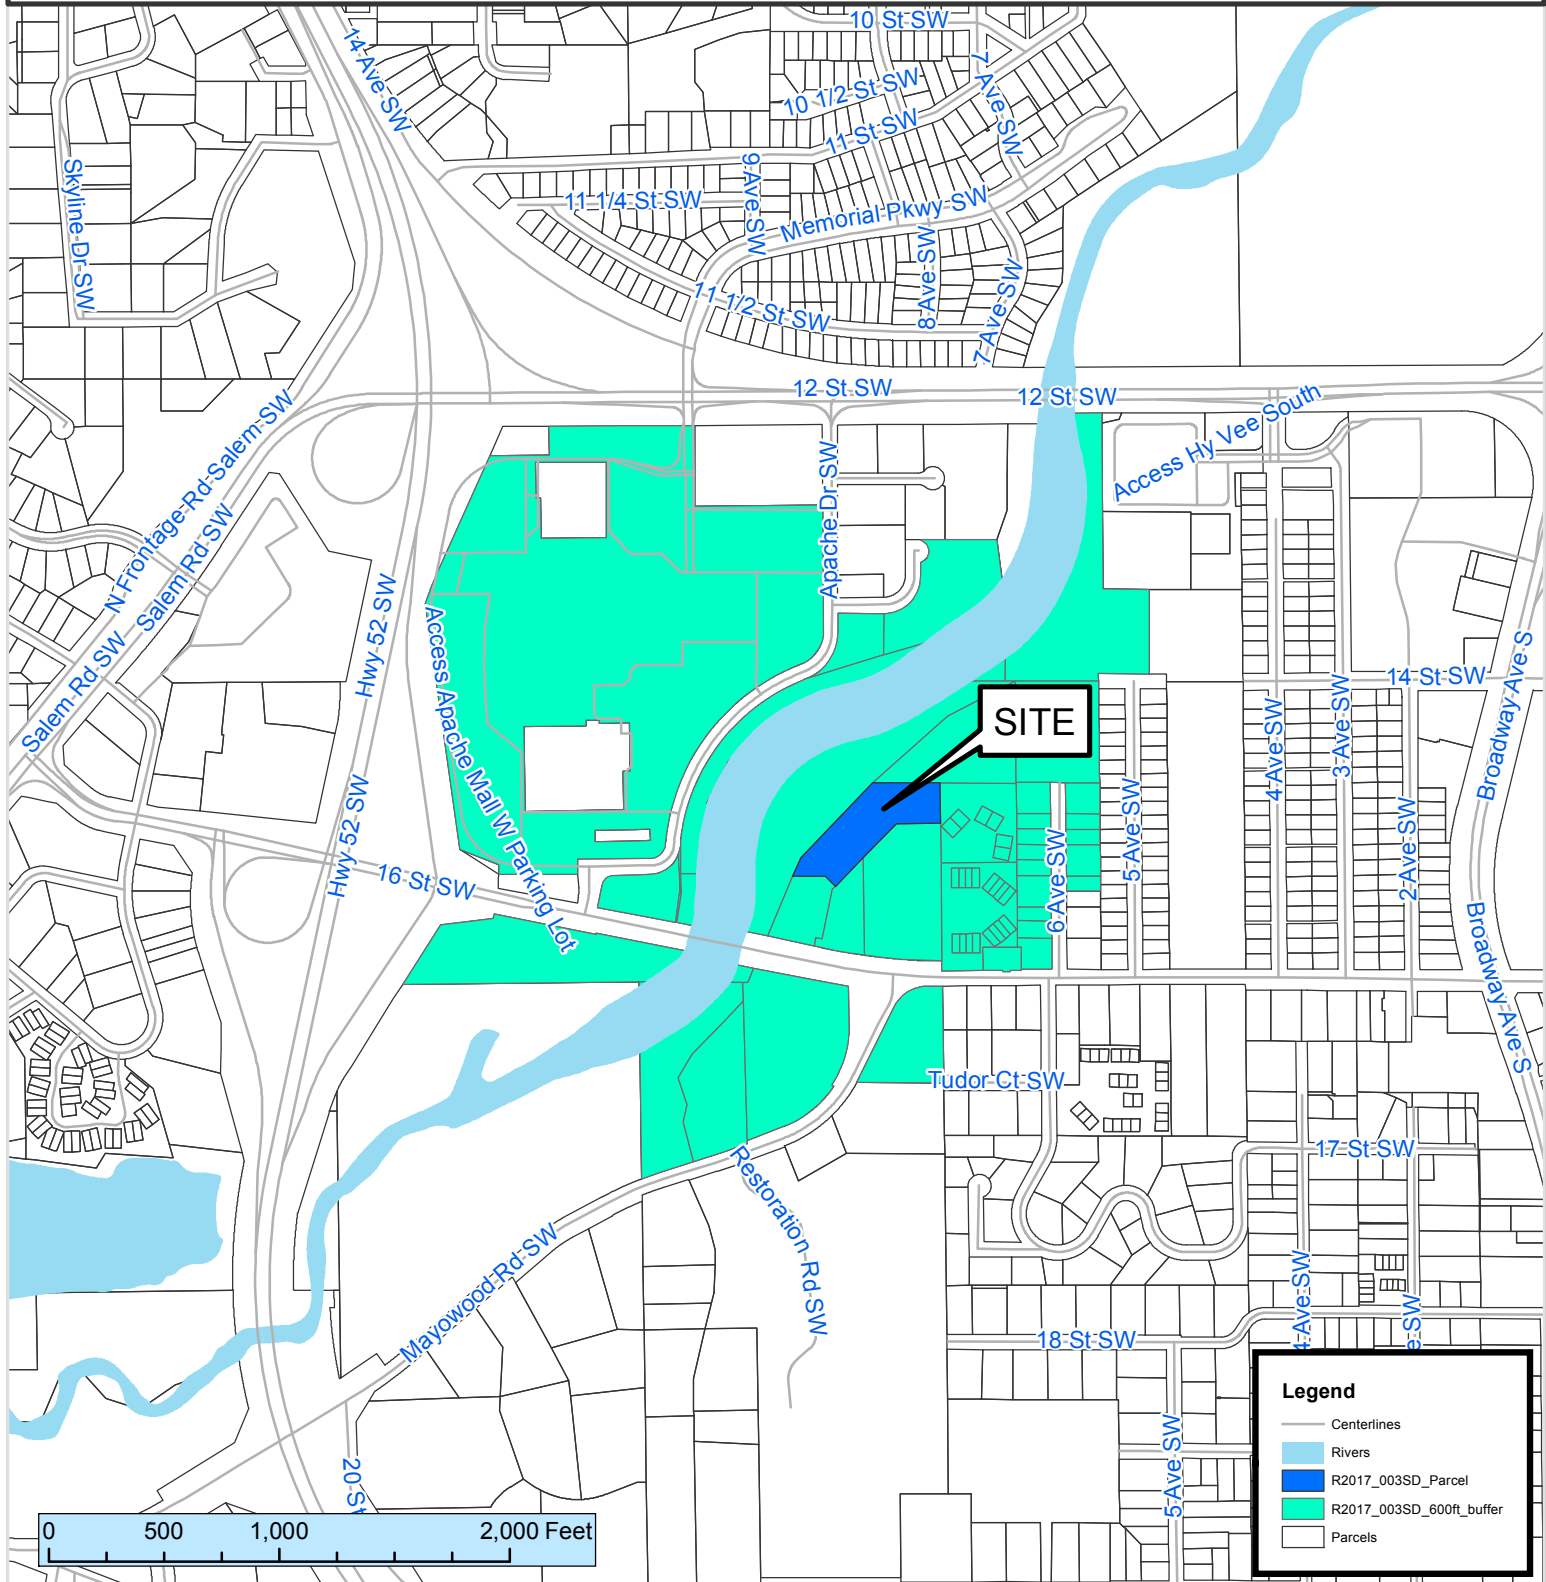 10 St SW
14 Ave SW
7 Ave SW
10 1/2 St SW
11 St SW
9 Ave SW
Skyline Dr SW
11 1/4 St SW
Memorial Pkwy SW
8 Ave SW
7 Ave SW
11 1/2 St SW
12 St SW
12 St SW
N Frontage Rd Salem SW
Access Hy Vee South
Apache Dr SW
Salem Rd SW
Hwy 52 SW
Access Apache Mall W Parking Lot
Salem Rd SW
14 St SW
Broadway Ave S
SITE
4 Ave SW
3 Ave SW
Hwy 52 SW
5 Ave SW
2 Ave SW
6 Ave SW
16 St SW
Broadway Ave S
Tudor Ct SW
17 St SW
Restoration Rd SW
Mayowood Rd SW
4 Ave SW
e SW
18 St SW
5 Ave SW
20 St
Legend
Centerlines
Rivers
R2017_003SD_Parcel
R2017_003SD_600ft_buffer
Parcels
0 500 1,000 2,000 Feet